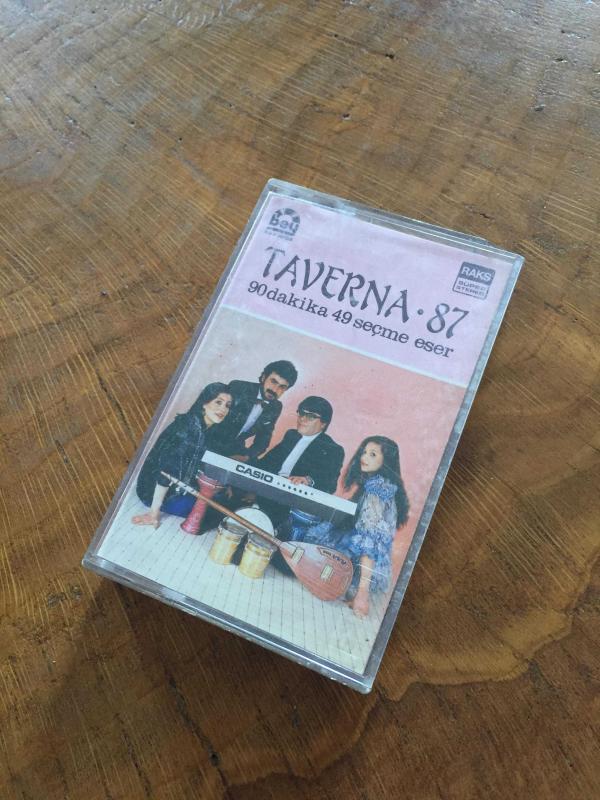 Bey
RAKS
SUPER
STEREO
TAVERNA • 87
90 dakika 49 seçme eser
CASIO